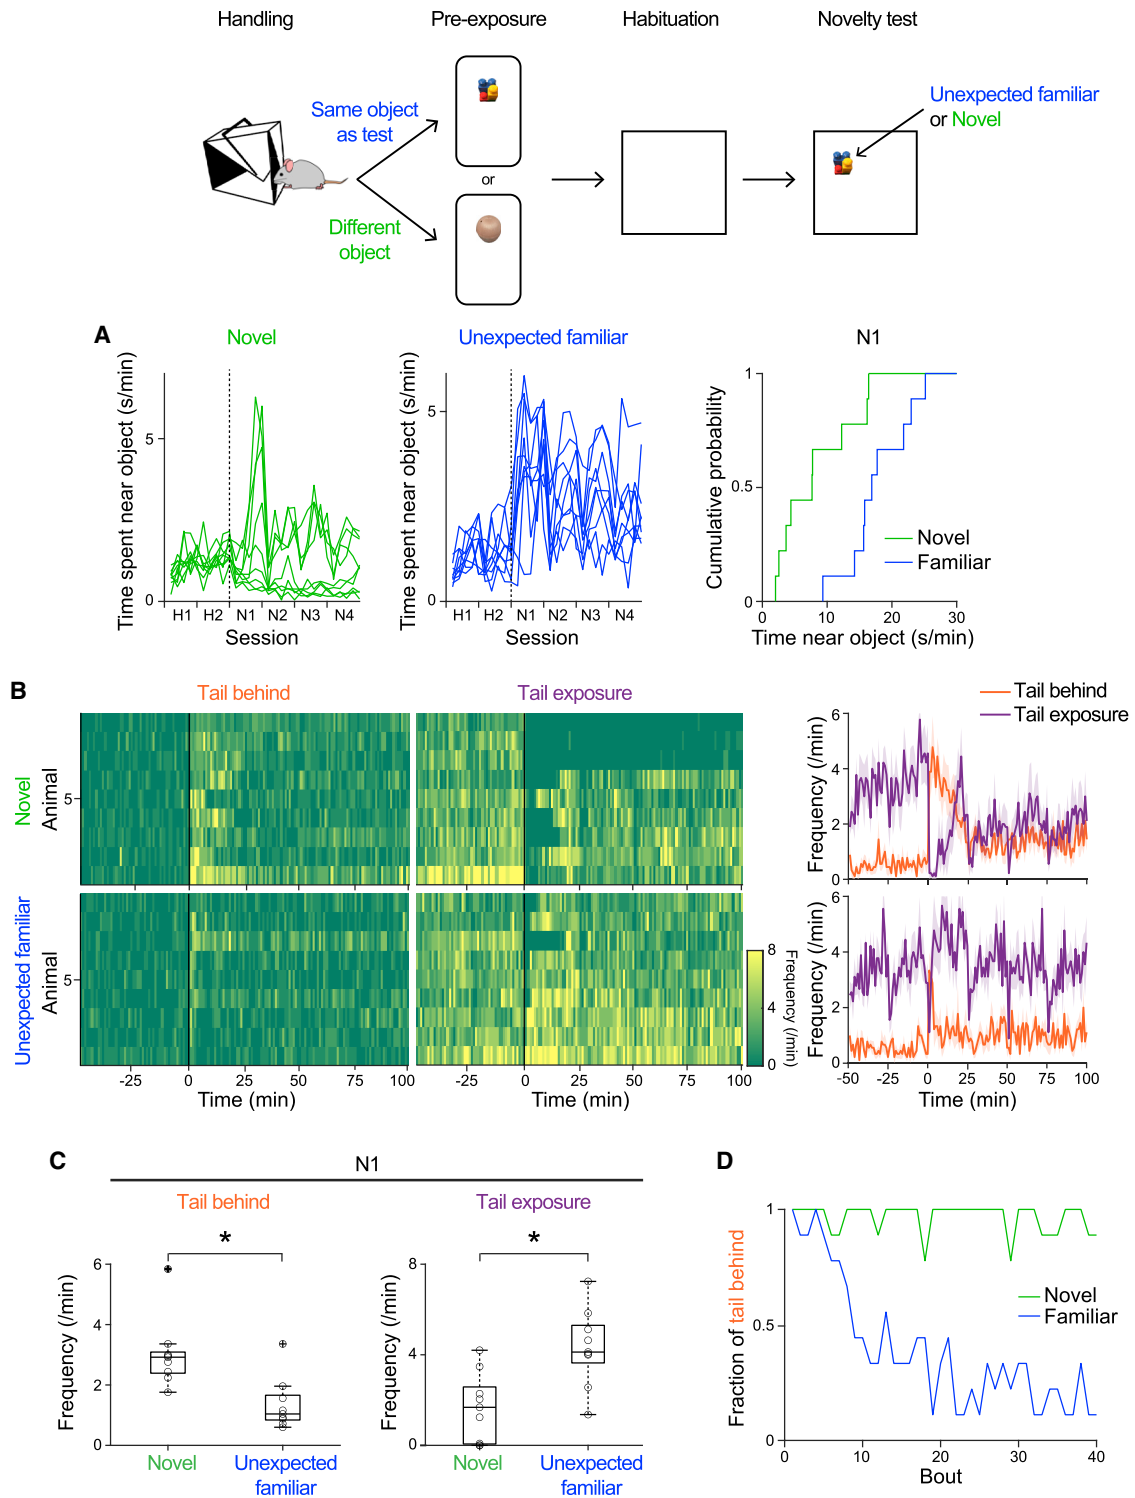 Handling
Pre-exposure
Habituation
Novelty test
Same object
as test
or
Different
object
Unexpected familiar
or Novel
A
Novel
Time spent near object (s/min)
5
0
H1 H2 N1 N2 N3 N4
Session
Unexpected familiar
Time spent near object (s/min)
5
0
H1 H2 N1 N2 N3 N4
Session
N1
Cumulative probability
1
0.5
0
Novel
Familiar
0 10 20 30
Time near object (s/min)
B
Tail behind
Tail exposure
Novel
Animal
5
Unexpected familiar
Animal
5
-25 0 25 50 75 100
Time (min)
-25 0 25 50 75 100
Time (min)
8
4
0
Frequency (/min)
Tail behind
Tail exposure
Frequency (/min)
6
4
2
0
Frequency (/min)
6
4
2
0
-50 -25 0 25 50 75 100
Time (min)
C
N1
Tail behind
*
Frequency (/min)
6
4
2
0
Novel
Unexpected
familiar
Tail exposure
*
Frequency (/min)
8
4
0
Novel
Unexpected
familiar
D
Fraction of tail behind
1
0.5
0
Novel
Familiar
0 10 20 30 40
Bout